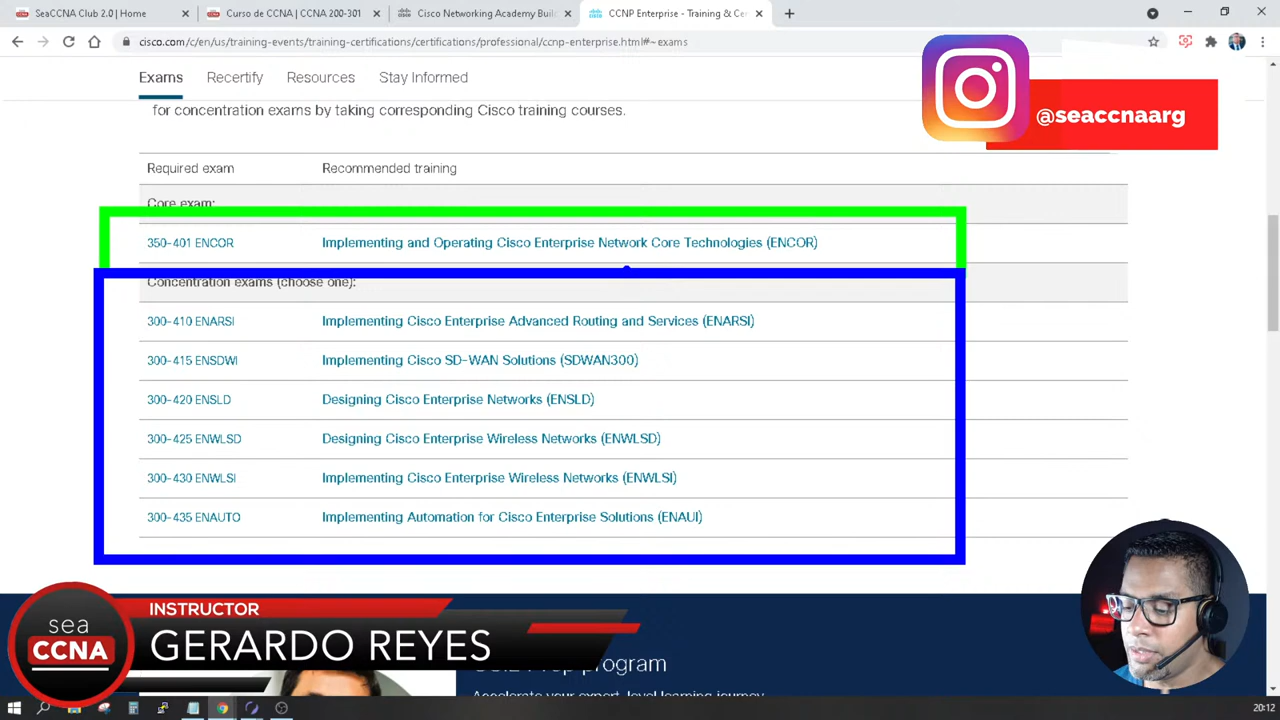 SeaCCNA Club 2.0 | Home
Curso de CCNA | CCNA 200-301
Cisco Networking Academy Buil
CCNP Enterprise - Training & Cer
cisco.com/c/en/us/training-events/training-certifications/certifications/professional/ccnp-enterprise.html#~exams
Exams Recertify Resources Stay Informed
@seaccnaarg
for concentration exams by taking corresponding Cisco training courses.
Required exam Recommended training
Core exam:
350-401 ENCOR Implementing and Operating Cisco Enterprise Network Core Technologies (ENCOR)
Concentration exams (choose one):
300-410 ENARSI Implementing Cisco Enterprise Advanced Routing and Services (ENARSI)
300-415 ENSDWI Implementing Cisco SD-WAN Solutions (SDWAN300)
300-420 ENSLD Designing Cisco Enterprise Networks (ENSLD)
300-425 ENWLSD Designing Cisco Enterprise Wireless Networks (ENWLSD)
300-430 ENWLSI Implementing Cisco Enterprise Wireless Networks (ENWLSI)
300-435 ENAUTO Implementing Automation for Cisco Enterprise Solutions (ENAUI)
sea
CCNA
INSTRUCTOR
GERARDO REYES
program
Accelerate your expert-level learning journey
20:12